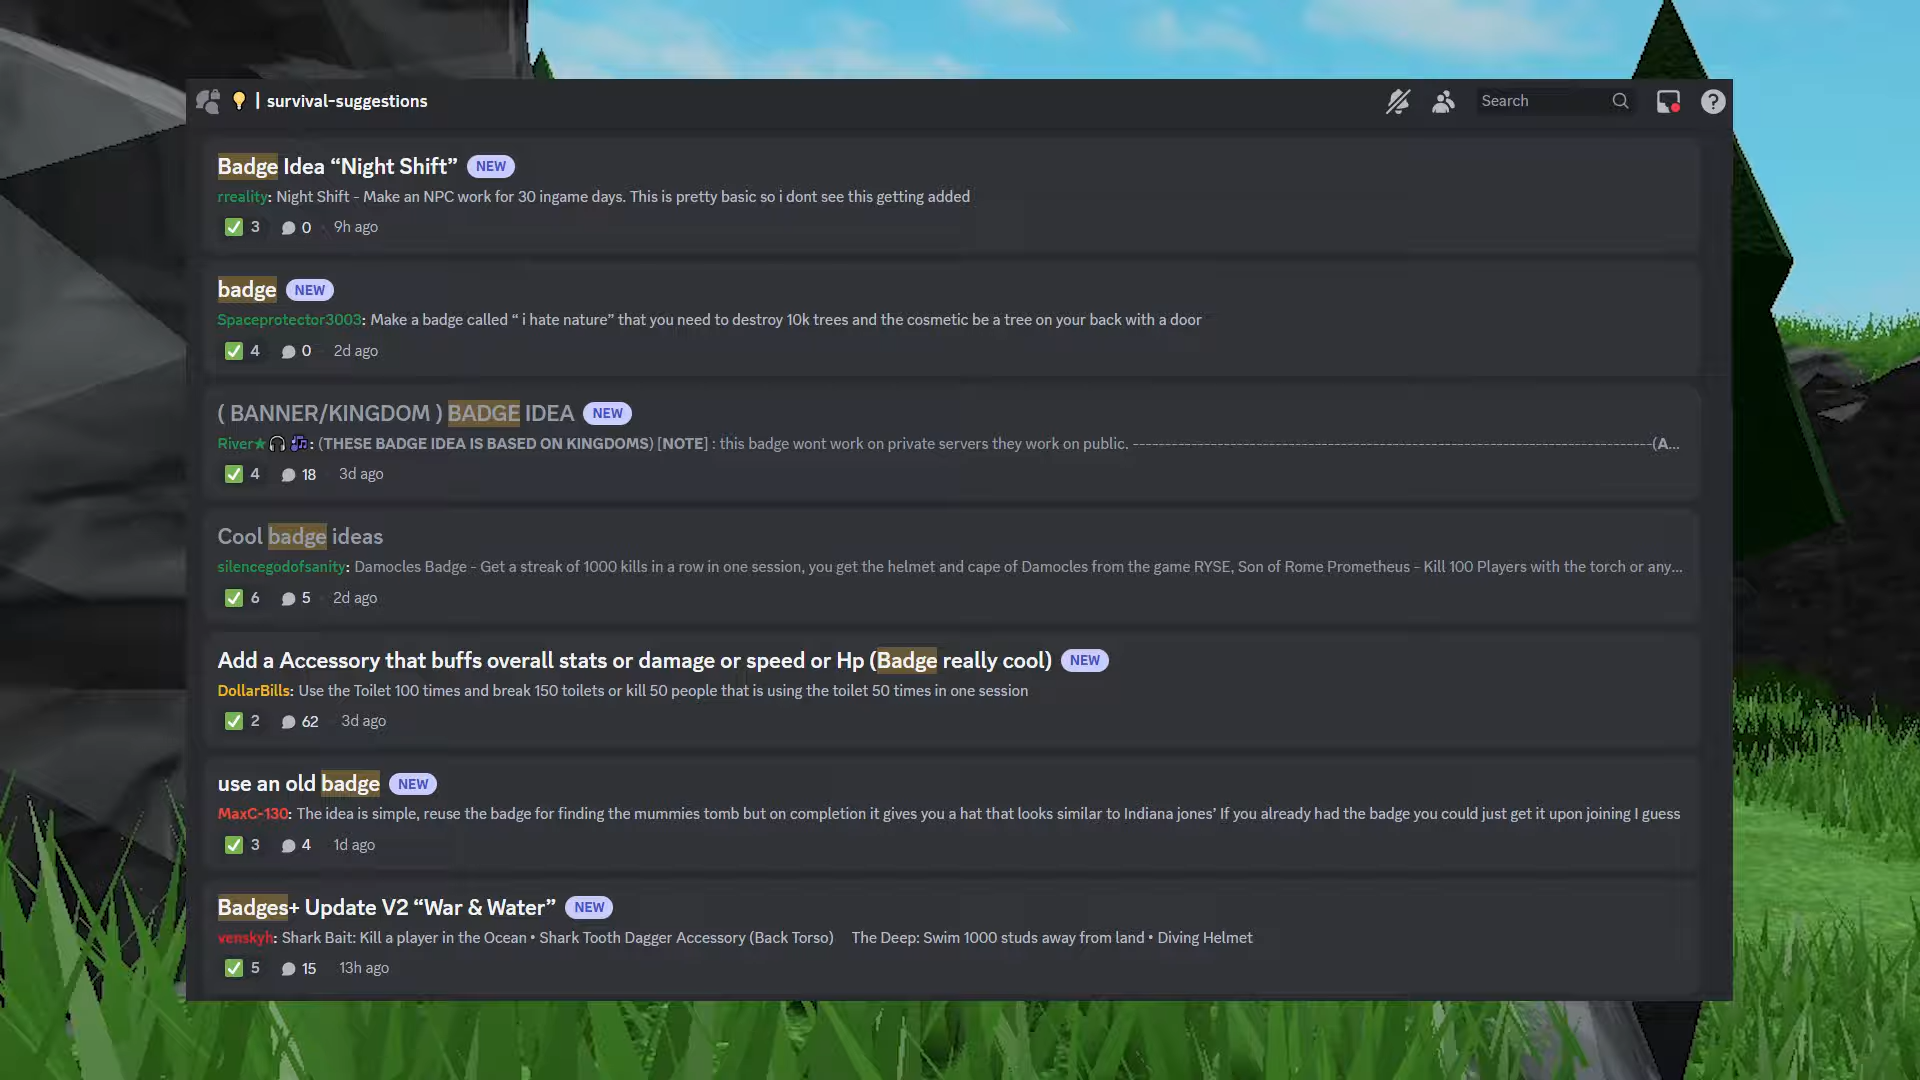 | survival-suggestions
Search
Badge Idea “Night Shift” NEW
rreality: Night Shift - Make an NPC work for 30 ingame days. This is pretty basic so i dont see this getting added
3 0 9h ago
badge NEW
Spaceprotector3003: Make a badge called “ i hate nature” that you need to destroy 10k trees and the cosmetic be a tree on your back with a door
4 0 2d ago
( BANNER/KINGDOM ) BADGE IDEA NEW
River★🎧 🎶: (THESE BADGE IDEA IS BASED ON KINGDOMS) [NOTE] : this badge wont work on private servers they work on public. --------------------------------------------------------------------------------(A...
4 18 3d ago
Cool badge ideas
silencegodofsanity: Damocles Badge - Get a streak of 1000 kills in a row in one session, you get the helmet and cape of Damocles from the game RYSE, Son of Rome Prometheus - Kill 100 Players with the torch or any...
6 5 2d ago
Add a Accessory that buffs overall stats or damage or speed or Hp (Badge really cool) NEW
DollarBills: Use the Toilet 100 times and break 150 toilets or kill 50 people that is using the toilet 50 times in one session
2 62 3d ago
use an old badge NEW
MaxC-130: The idea is simple, reuse the badge for finding the mummies tomb but on completion it gives you a hat that looks similar to Indiana jones’ If you already had the badge you could just get it upon joining I guess
3 4 1d ago
Badges+ Update V2 “War & Water” NEW
venskyh: Shark Bait: Kill a player in the Ocean • Shark Tooth Dagger Accessory (Back Torso) The Deep: Swim 1000 studs away from land • Diving Helmet
5 15 13h ago